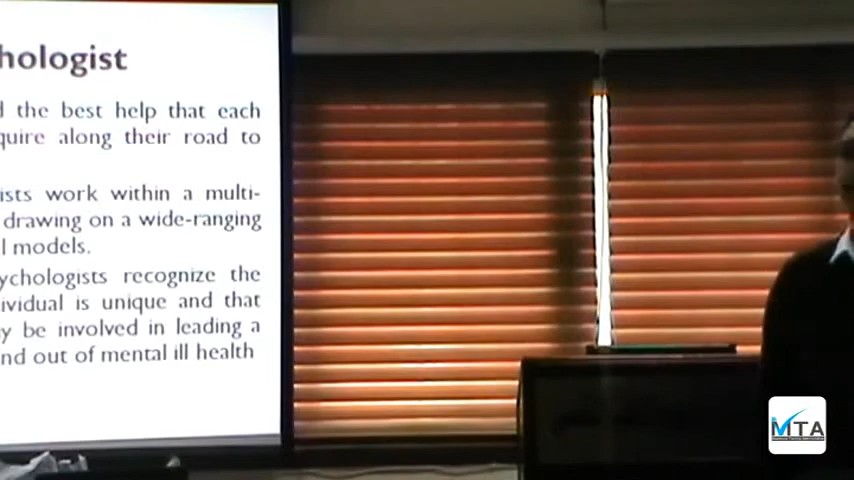 hologist
the best help that each
quire along their road to
ists work within a multi-
drawing on a wide-ranging
l models.
ychologists recognize the
ividual is unique and that
y be involved in leading a
nd out of mental ill health
MTA